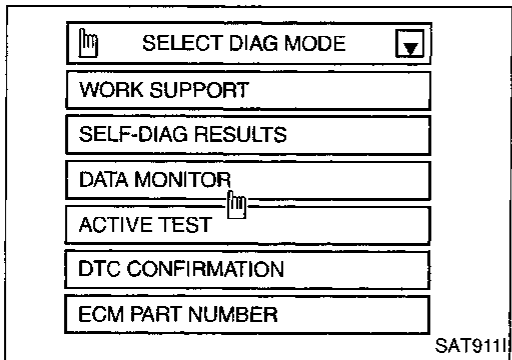 SELECT DIAG MODE
WORK SUPPORT
SELF-DIAG RESULTS
DATA MONITOR
ACTIVE TEST
DTC CONFIRMATION
ECM PART NUMBER
SAT911I